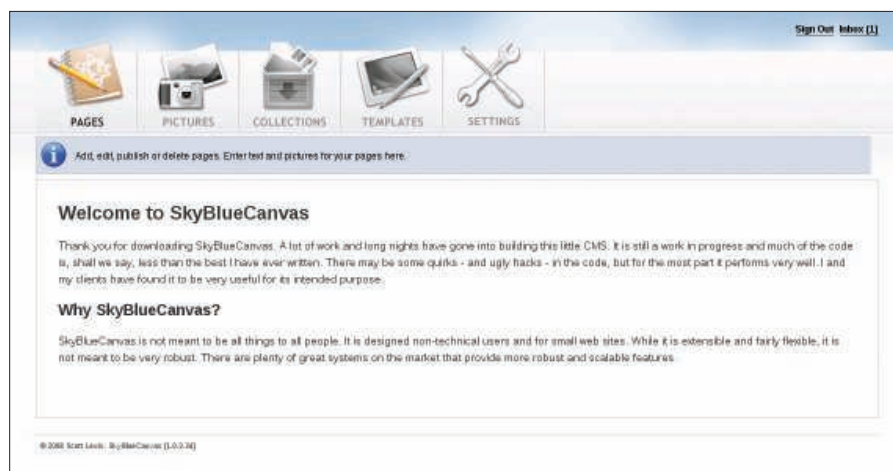 Sign Out Inbox (1)
PAGES
PICTURES
COLLECTIONS
TEMPLATES
SETTINGS
Add, edit, publish or delete pages. Enter text and pictures for your pages here.
Welcome to SkyBlueCanvas
Thank you for downloading SkyBlueCanvas. A lot of work and long nights have gone into building this little CMS. It is still a work in progress and much of the code
is, shall we say, less than the best I have ever written. There may be some quirks - and ugly hacks - in the code, but for the most part it performs very well. I and
my clients have found it to be very useful for its intended purpose.
Why SkyBlueCanvas?
SkyBlueCanvas is not meant to be all things to all people. It is designed non-technical users and for small web sites. While it is extensible and fairly flexible, it is
not meant to be very robust. There are plenty of great systems on the market that provide more robust and scalable features.
Scott Lewis. SkyBlueCanvas